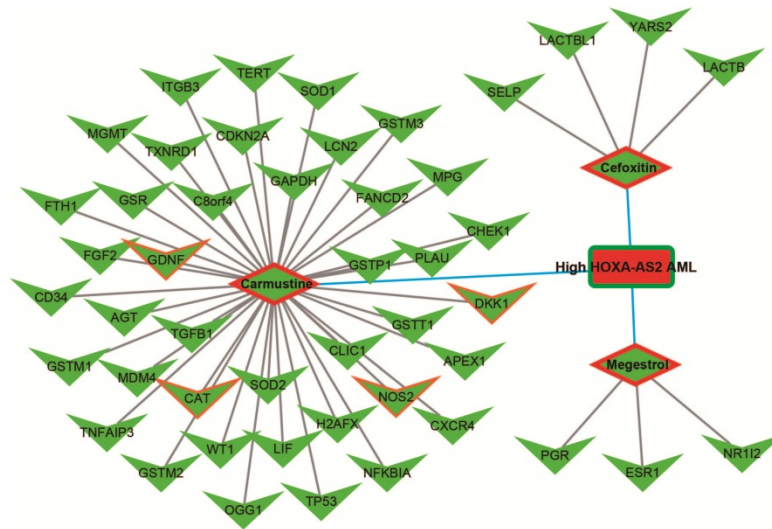 YARS2
LACTBL1
LACTB
SELP
TERT
ITGB3
SOD1
MGMT
CDKN2A
GSTM3
TXNRD1
LCN2
GAPDH
MPG
Cefoxitin
FTH1
GSR
C8orf4
FANCD2
CHEK1
FGF2
GDNF
GSTP1
PLAU
High HOXA-AS2 AML
Carmustine
CD34
DKK1
AGT
TGFB1
GSTT1
CLIC1
APEX1
GSTM1
MDM4
Megestrol
CAT
SOD2
NOS2
TNFAIP3
WT1
LIF
H2AFX
CXCR4
GSTM2
NFKBIA
PGR
ESR1
NR1I2
OGG1
TP53